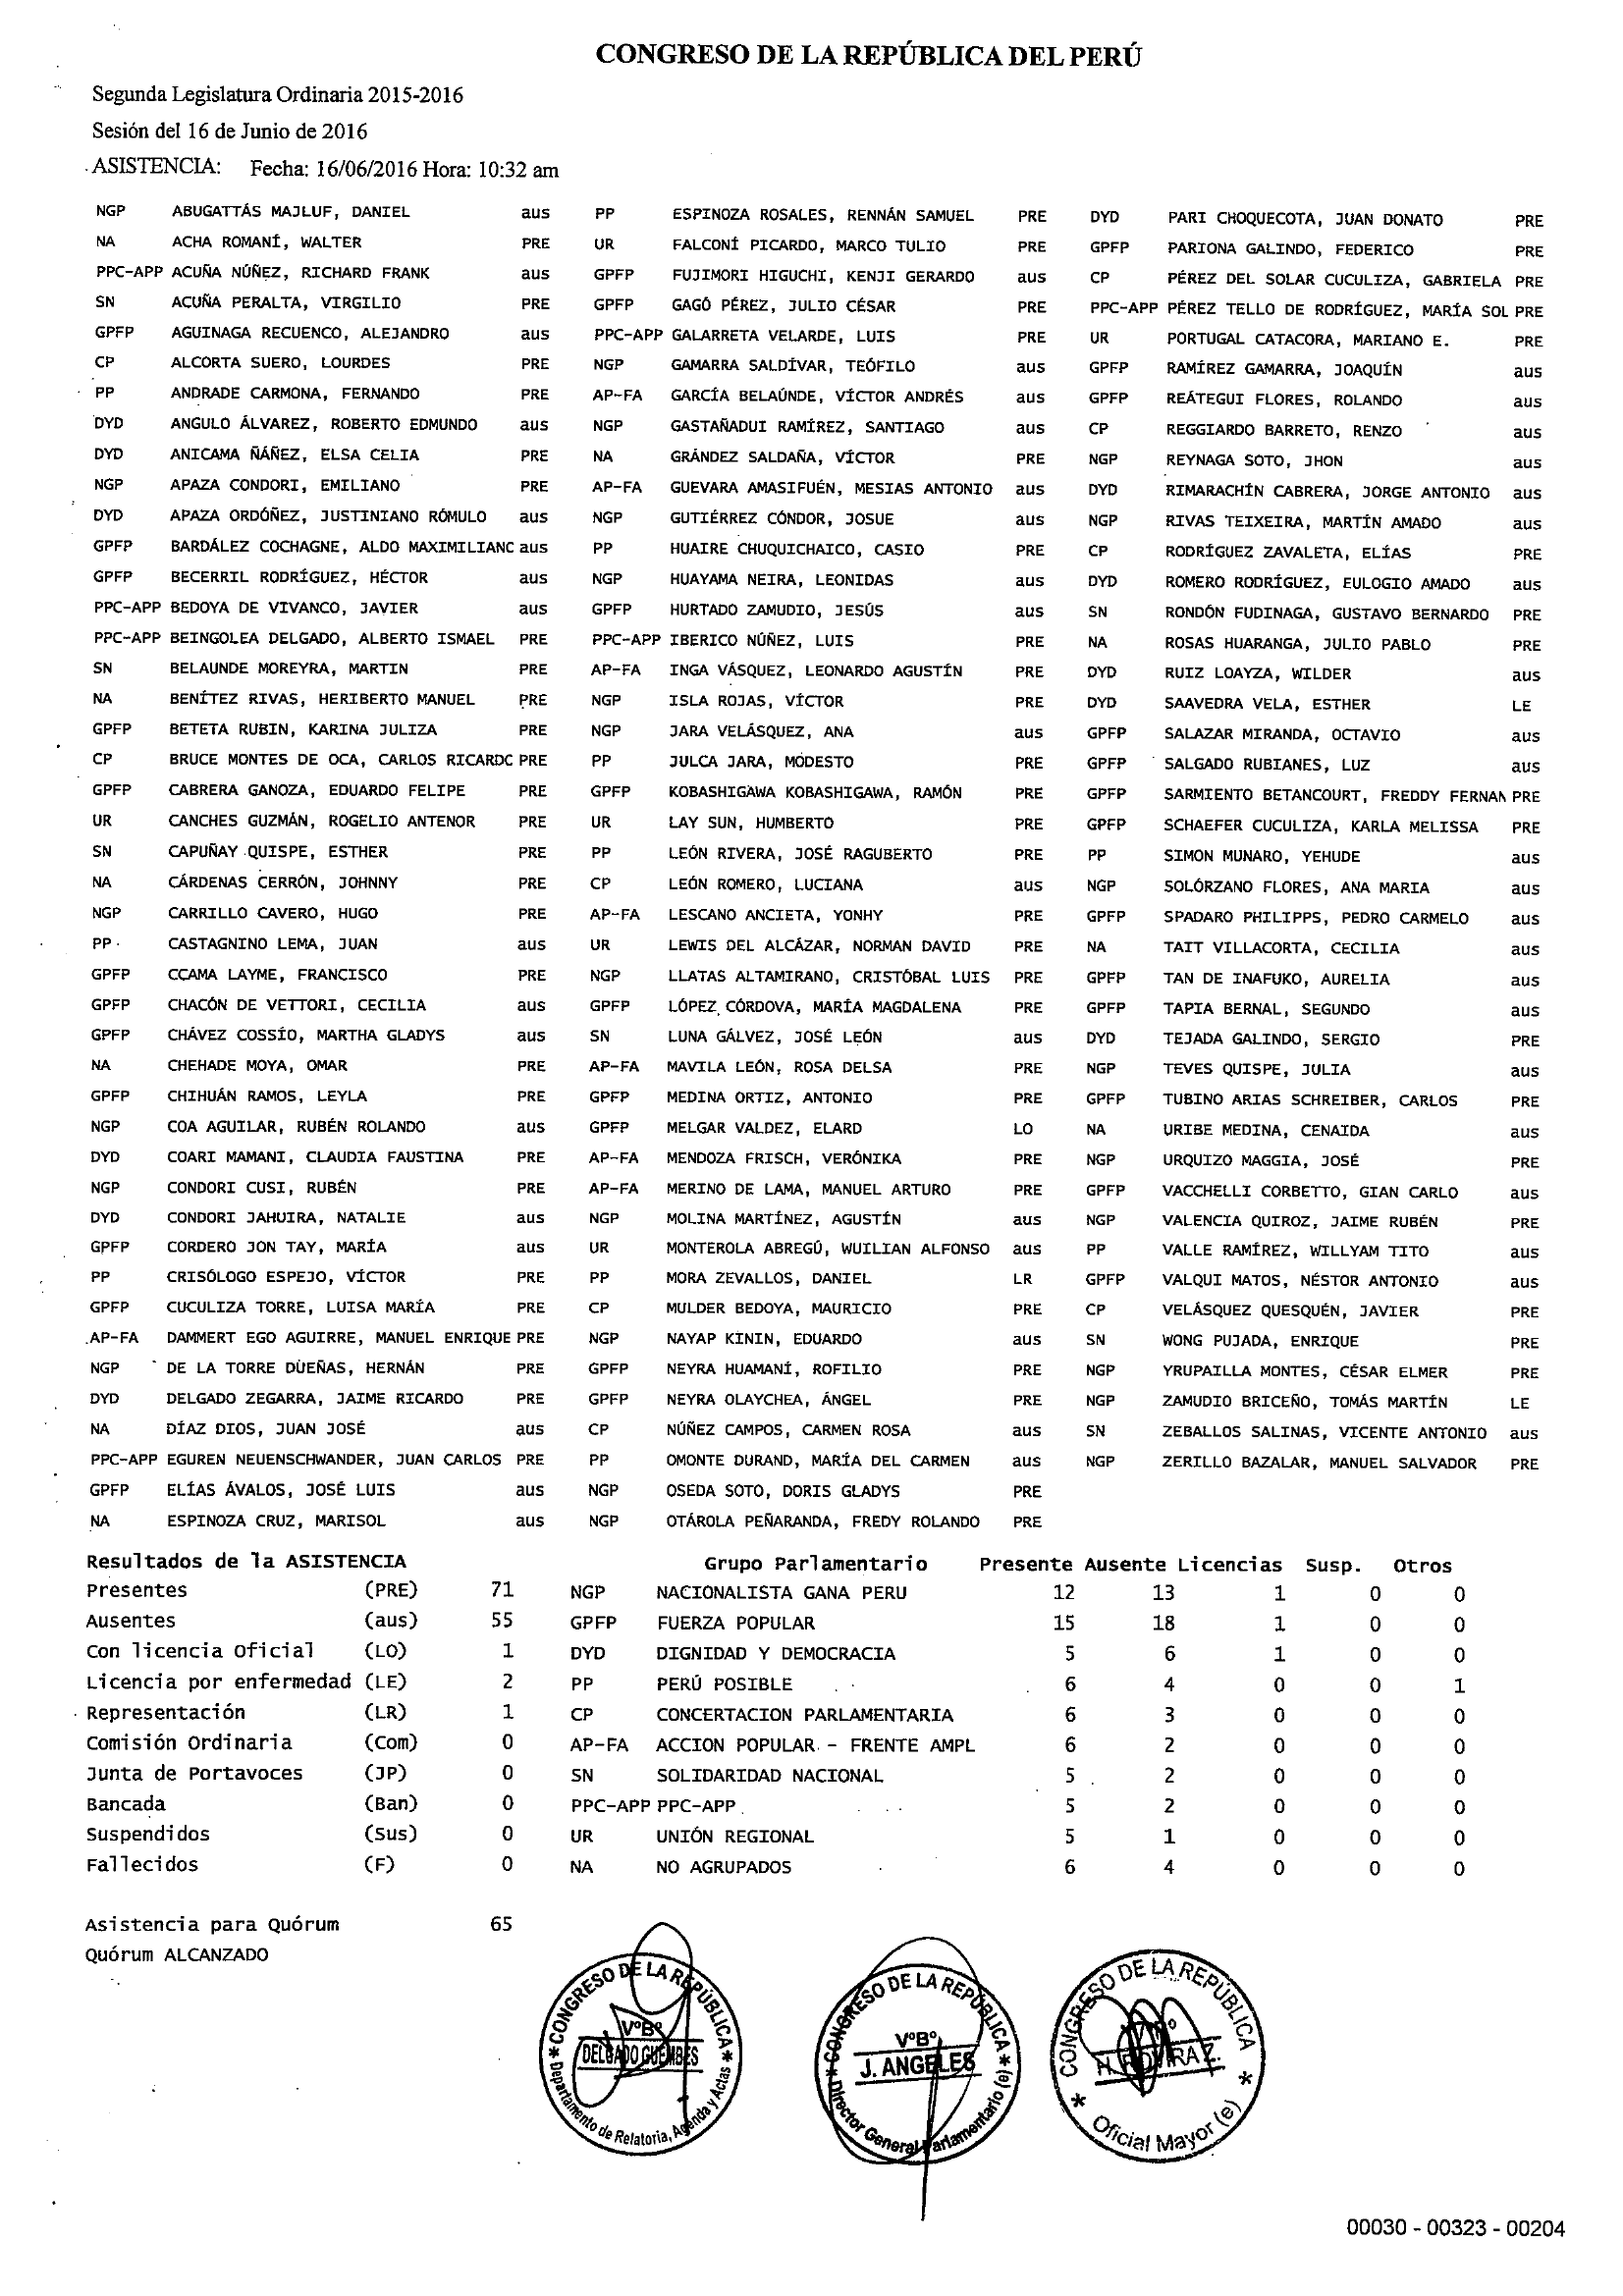 CONGRESO DE LA REPÚBLICA DEL PERÚ
Segunda Legislatura Ordinaria 2015-2016
Sesión del 16 de Junio de 2016
ASISTENCIA: Fecha: 16/06/2016 Hora: 10:32 am
NGP ABUGATTÁS MAJLUF, DANIEL aus
NA ACHA ROMANÍ, WALTER PRE
PPC-APP ACUÑA NÚÑEZ, RICHARD FRANK aus
SN ACUÑA PERALTA, VIRGILIO PRE
GPFP AGUINAGA RECUENCO, ALEJANDRO aus
CP ALCORTA SUERO, LOURDES PRE
PP ANDRADE CARMONA, FERNANDO PRE
DYD ANGULO ÁLVAREZ, ROBERTO EDMUNDO aus
DYD ANICAMA ÑÁÑEZ, ELSA CELIA PRE
NGP APAZA CONDORI, EMILIANO PRE
DYD APAZA ORDÓÑEZ, JUSTINIANO RÓMULO aus
GPFP BARDÁLEZ COCHAGNE, ALDO MAXIMILIANC aus
GPFP BECERRIL RODRÍGUEZ, HÉCTOR aus
PPC-APP BEDOYA DE VIVANCO, JAVIER aus
PPC-APP BEINGOLEA DELGADO, ALBERTO ISMAEL PRE
SN BELAUNDE MOREYRA, MARTIN PRE
NA BENÍTEZ RIVAS, HERIBERTO MANUEL PRE
GPFP BETETA RUBIN, KARINA JULIZA PRE
CP BRUCE MONTES DE OCA, CARLOS RICARDC PRE
GPFP CABRERA GANOZA, EDUARDO FELIPE PRE
UR CANCHES GUZMÁN, ROGELIO ANTENOR PRE
SN CAPUÑAY QUISPE, ESTHER PRE
NA CÁRDENAS CERRÓN, JOHNNY PRE
NGP CARRILLO CAVERO, HUGO PRE
PP CASTAGNINO LEMA, JUAN aus
GPFP CCAMA LAYME, FRANCISCO PRE
GPFP CHACÓN DE VETTORI, CECILIA aus
GPFP CHÁVEZ COSSÍO, MARTHA GLADYS aus
NA CHEHADE MOYA, OMAR PRE
GPFP CHIHUÁN RAMOS, LEYLA PRE
NGP COA AGUILAR, RUBÉN ROLANDO aus
DYD COARI MAMANI, CLAUDIA FAUSTINA PRE
NGP CONDORI CUSI, RUBÉN PRE
DYD CONDORI JAHUIRA, NATALIE aus
GPFP CORDERO JON TAY, MARÍA aus
PP CRISÓLOGO ESPEJO, VÍCTOR PRE
GPFP CUCULIZA TORRE, LUISA MARÍA PRE
AP-FA DAMMERT EGO AGUIRRE, MANUEL ENRIQUE PRE
NGP DE LA TORRE DUEÑAS, HERNÁN PRE
DYD DELGADO ZEGARRA, JAIME RICARDO PRE
NA DÍAZ DIOS, JUAN JOSÉ aus
PPC-APP EGUREN NEUENSCHWANDER, JUAN CARLOS PRE
GPFP ELÍAS ÁVALOS, JOSÉ LUIS aus
NA ESPINOZA CRUZ, MARISOL aus
PP ESPINOZA ROSALES, RENNÁN SAMUEL PRE
UR FALCONÍ PICARDO, MARCO TULIO PRE
GPFP FUJIMORI HIGUCHI, KENJI GERARDO aus
GPFP GAGÓ PÉREZ, JULIO CÉSAR PRE
PPC-APP GALARRETA VELARDE, LUIS PRE
NGP GAMARRA SALDÍVAR, TEÓFILO aus
AP-FA GARCÍA BELAÚNDE, VÍCTOR ANDRÉS aus
NGP GASTAÑADUI RAMÍREZ, SANTIAGO aus
NA GRÁNDEZ SALDAÑA, VÍCTOR PRE
AP-FA GUEVARA AMASIFUÉN, MESIAS ANTONIO aus
NGP GUTIÉRREZ CÓNDOR, JOSUE aus
PP HUAIRE CHUQUICHAICO, CASIO PRE
NGP HUAYAMA NEIRA, LEONIDAS aus
GPFP HURTADO ZAMUDIO, JESÚS aus
PPC-APP IBERICO NÚÑEZ, LUIS PRE
AP-FA INGA VÁSQUEZ, LEONARDO AGUSTÍN PRE
NGP ISLA ROJAS, VÍCTOR PRE
NGP JARA VELÁSQUEZ, ANA aus
PP JULCA JARA, MODESTO PRE
GPFP KOBASHIGAWA KOBASHIGAWA, RAMÓN PRE
UR LAY SUN, HUMBERTO PRE
PP LEÓN RIVERA, JOSÉ RAGUBERTO PRE
CP LEÓN ROMERO, LUCIANA aus
AP-FA LESCANO ANCIETA, YONHY PRE
UR LEWIS DEL ALCÁZAR, NORMAN DAVID PRE
NGP LLATAS ALTAMIRANO, CRISTÓBAL LUIS PRE
GPFP LÓPEZ CÓRDOVA, MARÍA MAGDALENA PRE
SN LUNA GÁLVEZ, JOSÉ LEÓN aus
AP-FA MAVILA LEÓN, ROSA DELSA PRE
GPFP MEDINA ORTIZ, ANTONIO PRE
GPFP MELGAR VALDEZ, ELARD LO
AP-FA MENDOZA FRISCH, VERÓNIKA PRE
AP-FA MERINO DE LAMA, MANUEL ARTURO PRE
NGP MOLINA MARTÍNEZ, AGUSTÍN aus
UR MONTEROLA ABREGÚ, WUILIAN ALFONSO aus
PP MORA ZEVALLOS, DANIEL LR
CP MULDER BEDOYA, MAURICIO PRE
NGP NAYAP KININ, EDUARDO aus
GPFP NEYRA HUAMANÍ, ROFILIO PRE
GPFP NEYRA OLAYCHEA, ÁNGEL PRE
CP NÚÑEZ CAMPOS, CARMEN ROSA aus
PP OMONTE DURAND, MARÍA DEL CARMEN aus
NGP OSEDA SOTO, DORIS GLADYS PRE
NGP OTÁROLA PEÑARANDA, FREDY ROLANDO PRE
DYD PARI CHOQUECOTA, JUAN DONATO PRE
GPFP PARIONA GALINDO, FEDERICO PRE
CP PÉREZ DEL SOLAR CUCULIZA, GABRIELA PRE
PPC-APP PÉREZ TELLO DE RODRÍGUEZ, MARÍA SOL PRE
UR PORTUGAL CATACORA, MARIANO E. PRE
GPFP RAMÍREZ GAMARRA, JOAQUÍN aus
GPFP REÁTEGUI FLORES, ROLANDO aus
CP REGGIARDO BARRETO, RENZO aus
NGP REYNAGA SOTO, JHON aus
DYD RIMARACHÍN CABRERA, JORGE ANTONIO aus
NGP RIVAS TEIXEIRA, MARTÍN AMADO aus
CP RODRÍGUEZ ZAVALETA, ELÍAS PRE
DYD ROMERO RODRÍGUEZ, EULOGIO AMADO aus
SN RONDÓN FUDINAGA, GUSTAVO BERNARDO PRE
NA ROSAS HUARANGA, JULIO PABLO PRE
DYD RUIZ LOAYZA, WILDER aus
DYD SAAVEDRA VELA, ESTHER LE
GPFP SALAZAR MIRANDA, OCTAVIO aus
GPFP SALGADO RUBIANES, LUZ aus
GPFP SARMIENTO BETANCOURT, FREDDY FERNAN PRE
GPFP SCHAEFER CUCULIZA, KARLA MELISSA PRE
PP SIMON MUNARO, YEHUDE aus
NGP SOLÓRZANO FLORES, ANA MARIA aus
GPFP SPADARO PHILIPPS, PEDRO CARMELO aus
NA TAIT VILLACORTA, CECILIA aus
GPFP TAN DE INAFUKO, AURELIA aus
GPFP TAPIA BERNAL, SEGUNDO aus
DYD TEJADA GALINDO, SERGIO PRE
NGP TEVES QUISPE, JULIA aus
GPFP TUBINO ARIAS SCHREIBER, CARLOS PRE
NA URIBE MEDINA, CENAIDA aus
NGP URQUIZO MAGGIA, JOSÉ PRE
GPFP VACCHELLI CORBETTO, GIAN CARLO aus
NGP VALENCIA QUIROZ, JAIME RUBÉN PRE
PP VALLE RAMÍREZ, WILLYAM TITO aus
GPFP VALQUI MATOS, NÉSTOR ANTONIO aus
CP VELÁSQUEZ QUESQUÉN, JAVIER PRE
SN WONG PUJADA, ENRIQUE PRE
NGP YRUPAILLA MONTES, CÉSAR ELMER PRE
NGP ZAMUDIO BRICEÑO, TOMÁS MARTÍN LE
SN ZEBALLOS SALINAS, VICENTE ANTONIO aus
NGP ZERILLO BAZALAR, MANUEL SALVADOR PRE
Resultados de la ASISTENCIA
Presentes (PRE) 71
Ausentes (aus) 55
Con licencia Oficial (LO) 1
Licencia por enfermedad (LE) 2
Representación (LR) 1
Comisión Ordinaria (Com) 0
Junta de Portavoces (JP) 0
Bancada (Ban) 0
Suspendidos (Sus) 0
Fallecidos (F) 0
Grupo Parlamentario Presente Ausente Licencias Susp. Otros
NGP NACIONALISTA GANA PERU 12 13 1 0 0
GPFP FUERZA POPULAR 15 18 1 0 0
DYD DIGNIDAD Y DEMOCRACIA 5 6 1 0 0
PP PERÚ POSIBLE 6 4 0 0 1
CP CONCERTACION PARLAMENTARIA 6 3 0 0 0
AP-FA ACCION POPULAR - FRENTE AMPL 6 2 0 0 0
SN SOLIDARIDAD NACIONAL 5 2 0 0 0
PPC-APP PPC-APP 5 2 0 0 0
UR UNIÓN REGIONAL 5 1 0 0 0
NA NO AGRUPADOS 6 4 0 0 0
Asistencia para Quórum 65
Quórum ALCANZADO
CONGRESO DE LA REPÚBLICA
VºBº
DELGADO GUEMBES
Departamento de Relatoria, Agenda y Actas
CONGRESO DE LA REPÚBLICA
VºBº
J. ANGELES
Director General Parlamentario (e)
CONGRESO DE LA REPÚBLICA
Oficial Mayor (e)
00030 - 00323 - 00204